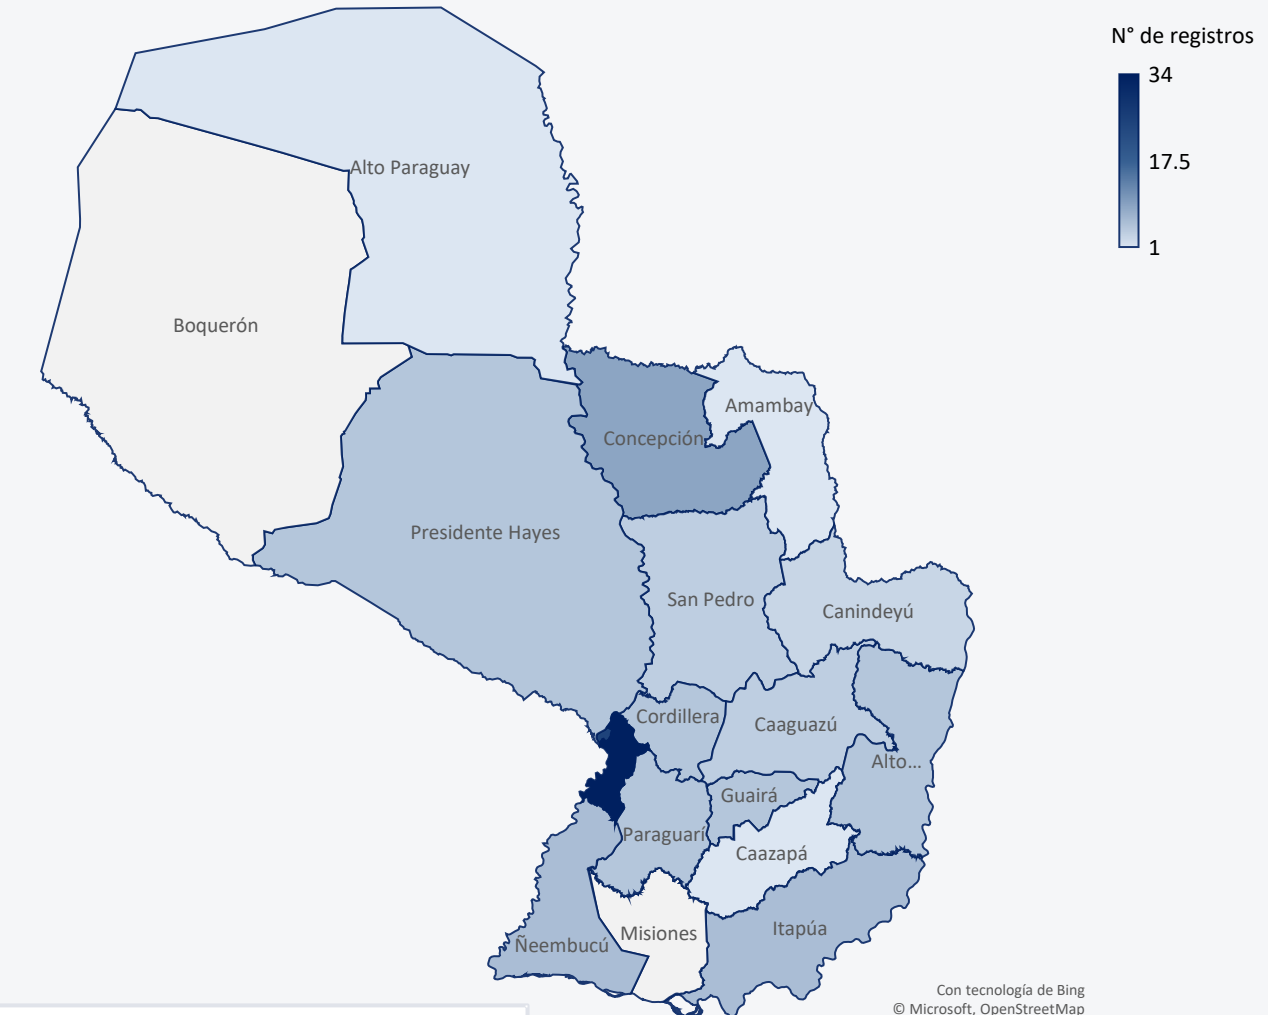 N° de registros
34
17.5
1
Alto Paraguay
Boquerón
Amambay
Concepción
Presidente Hayes
San Pedro
Canindeyú
Cordillera
Caaguazú
Alto...
Guairá
Paraguarí
Caazapá
Itapúa
Misiones
Ñeembucú
Con tecnología de Bing
© Microsoft, OpenStreetMap